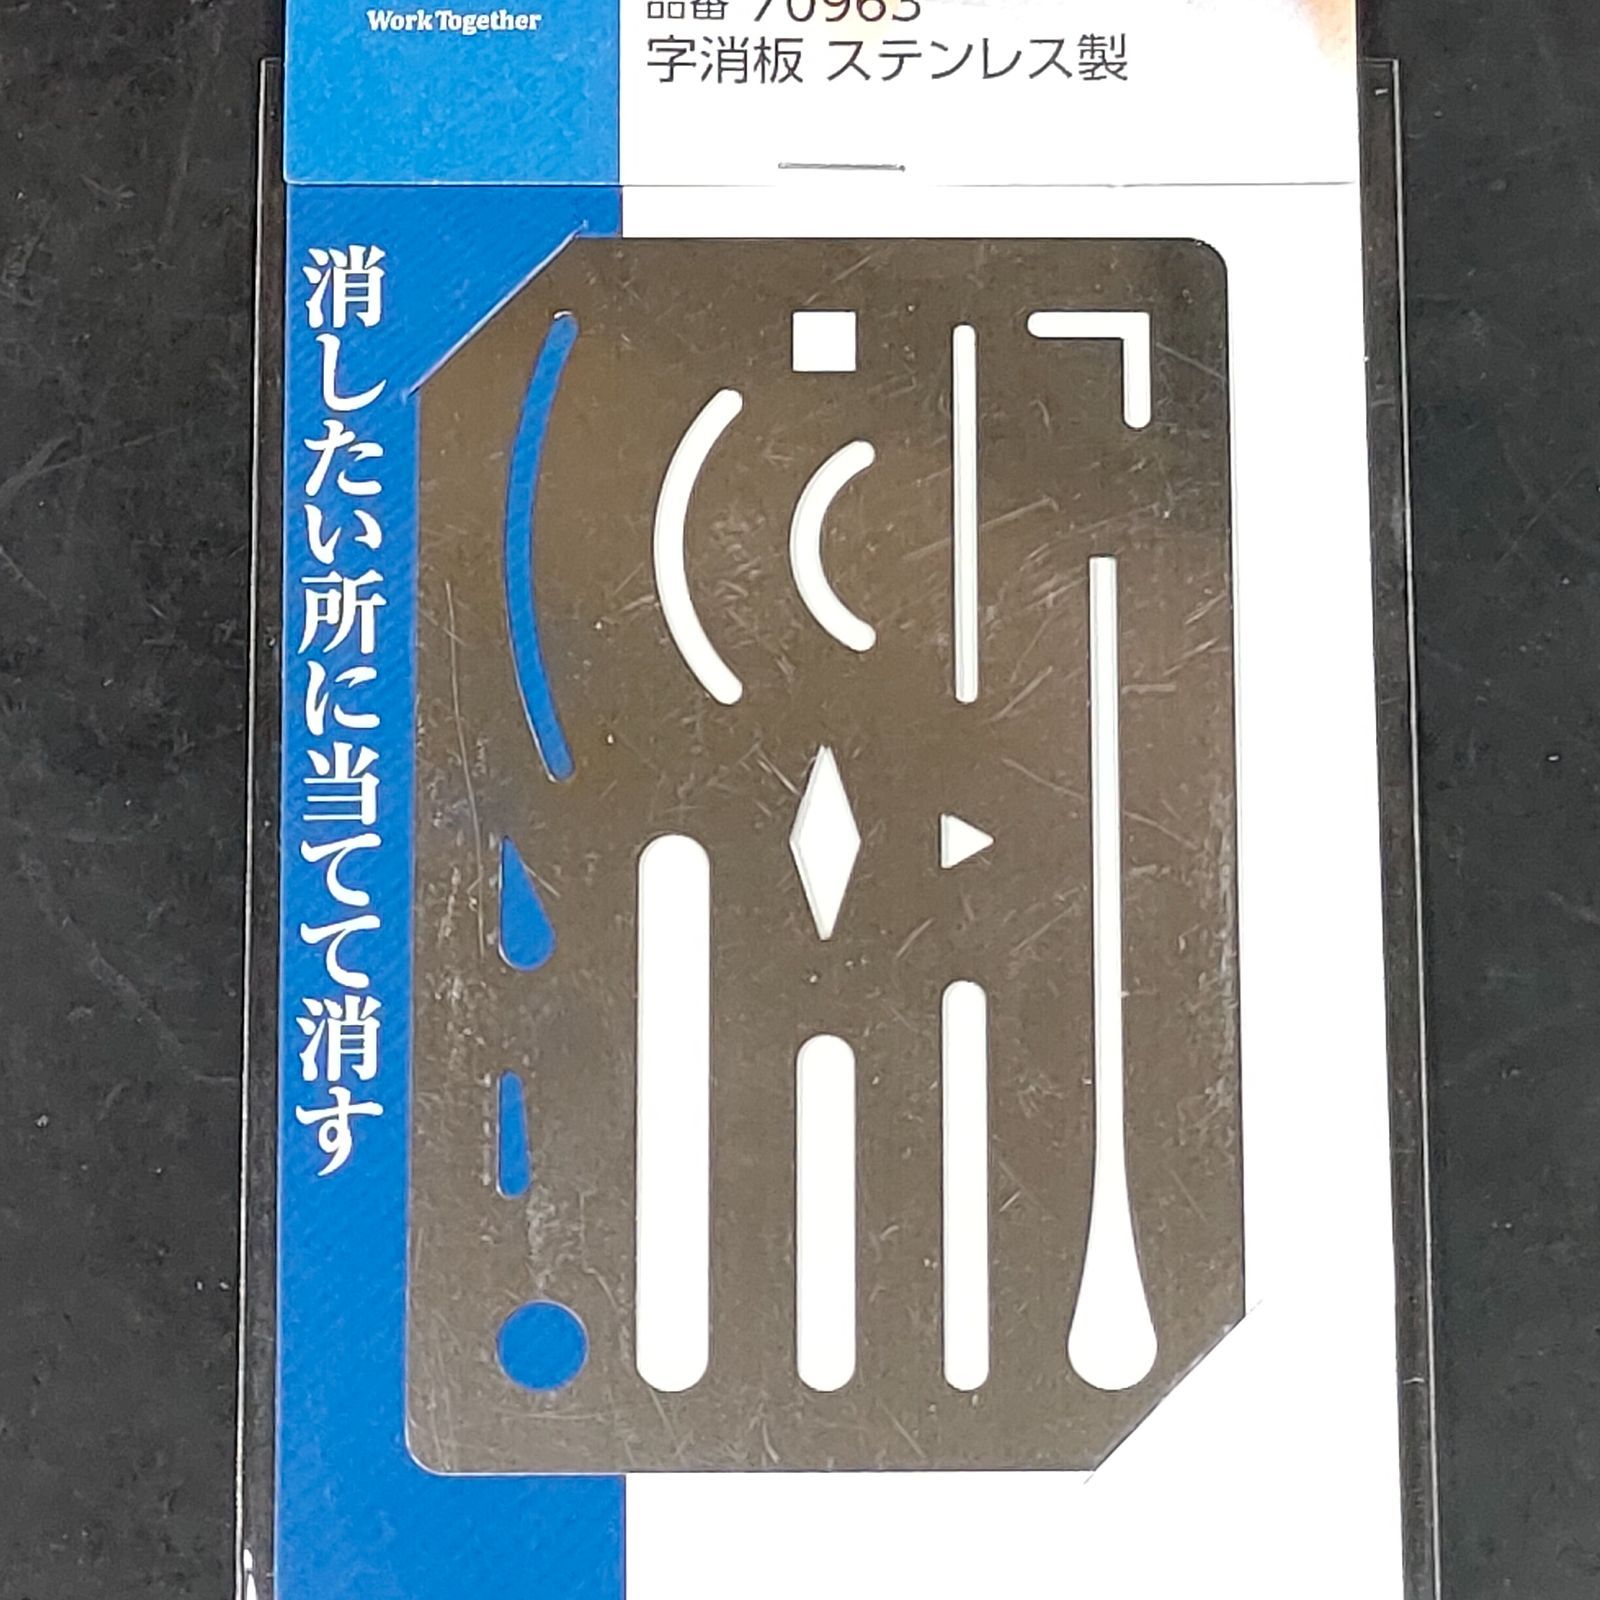 Work Together
品番 70963
字消板 ステンレス製
消したい所に当てて消す